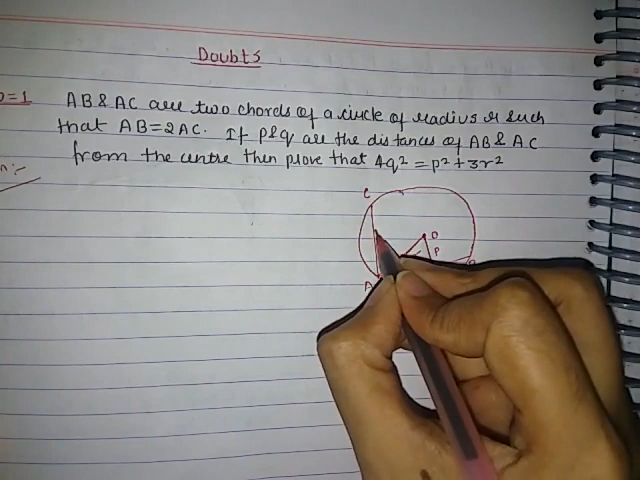 Doubts
=1 AB & AC are two chords of a circle of radius r such
that AB=2AC. If p & q are the distances of AB & AC
from the centre then prove that 4q² = p² + 3r²
n:-
C
O
P
B
A